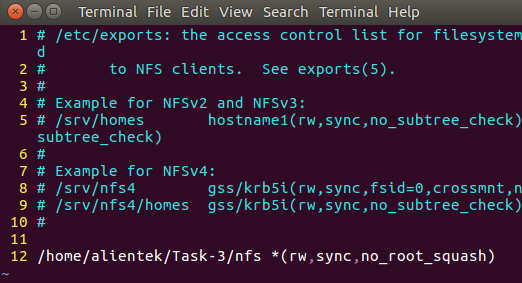 Terminal File Edit View Search Terminal Help
1 # /etc/exports: the access control list for filesystem
d
2 #       to NFS clients.  See exports(5).
3 #
4 # Example for NFSv2 and NFSv3:
5 # /srv/homes       hostname1(rw,sync,no_subtree_check)
subtree_check)
6 #
7 # Example for NFSv4:
8 # /srv/nfs4        gss/krb5i(rw,sync,fsid=0,crossmnt,n
9 # /srv/nfs4/homes  gss/krb5i(rw,sync,no_subtree_check)
10 #
11
12 /home/alientek/Task-3/nfs *(rw,sync,no_root_squash)
~